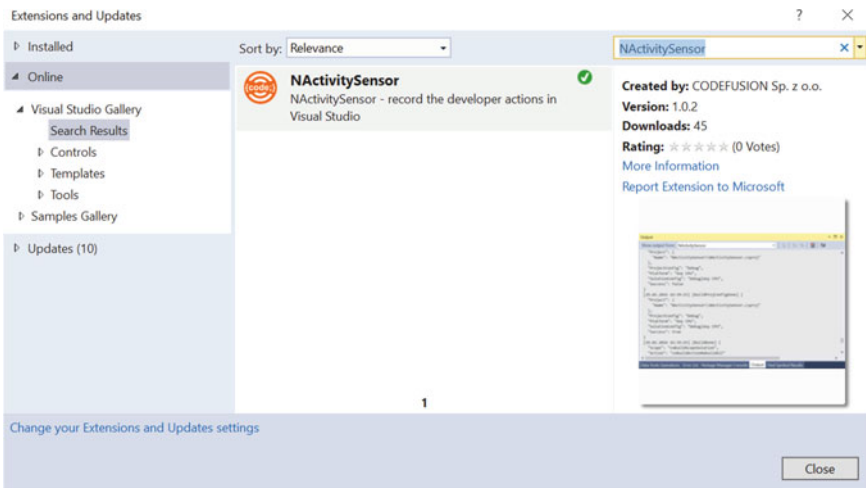 Extensions and Updates
? ×
Installed
Online
Visual Studio Gallery
Search Results
Controls
Templates
Tools
Samples Gallery
Updates (10)
Sort by: Relevance
{code:}
NActivitySensor
NActivitySensor - record the developer actions in
Visual Studio
1
NActivitySensor
Created by: CODEFUSION Sp. z o.o.
Version: 1.0.2
Downloads: 45
Rating: (0 Votes)
More Information
Report Extension to Microsoft
Output
Change your Extensions and Updates settings
Close